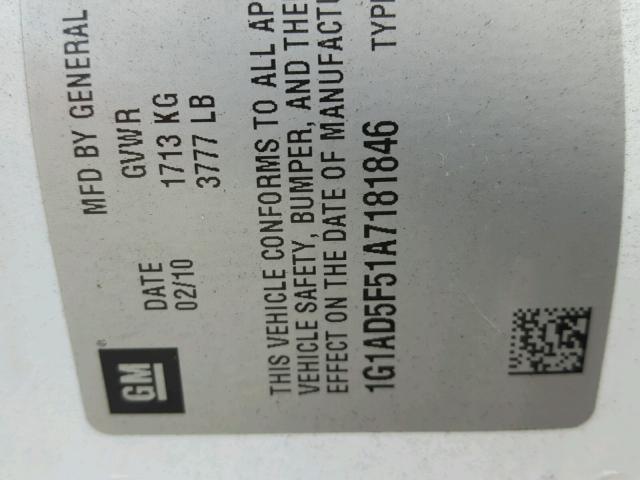 MFD BY GENERAL
DATE GVWR
02/10 1713 KG
3777 LB
GM
®
THIS VEHICLE CONFORMS TO ALL AP
VEHICLE SAFETY, BUMPER, AND THE
EFFECT ON THE DATE OF MANUFACTU
1G1AD5F51A7181846 TYPE